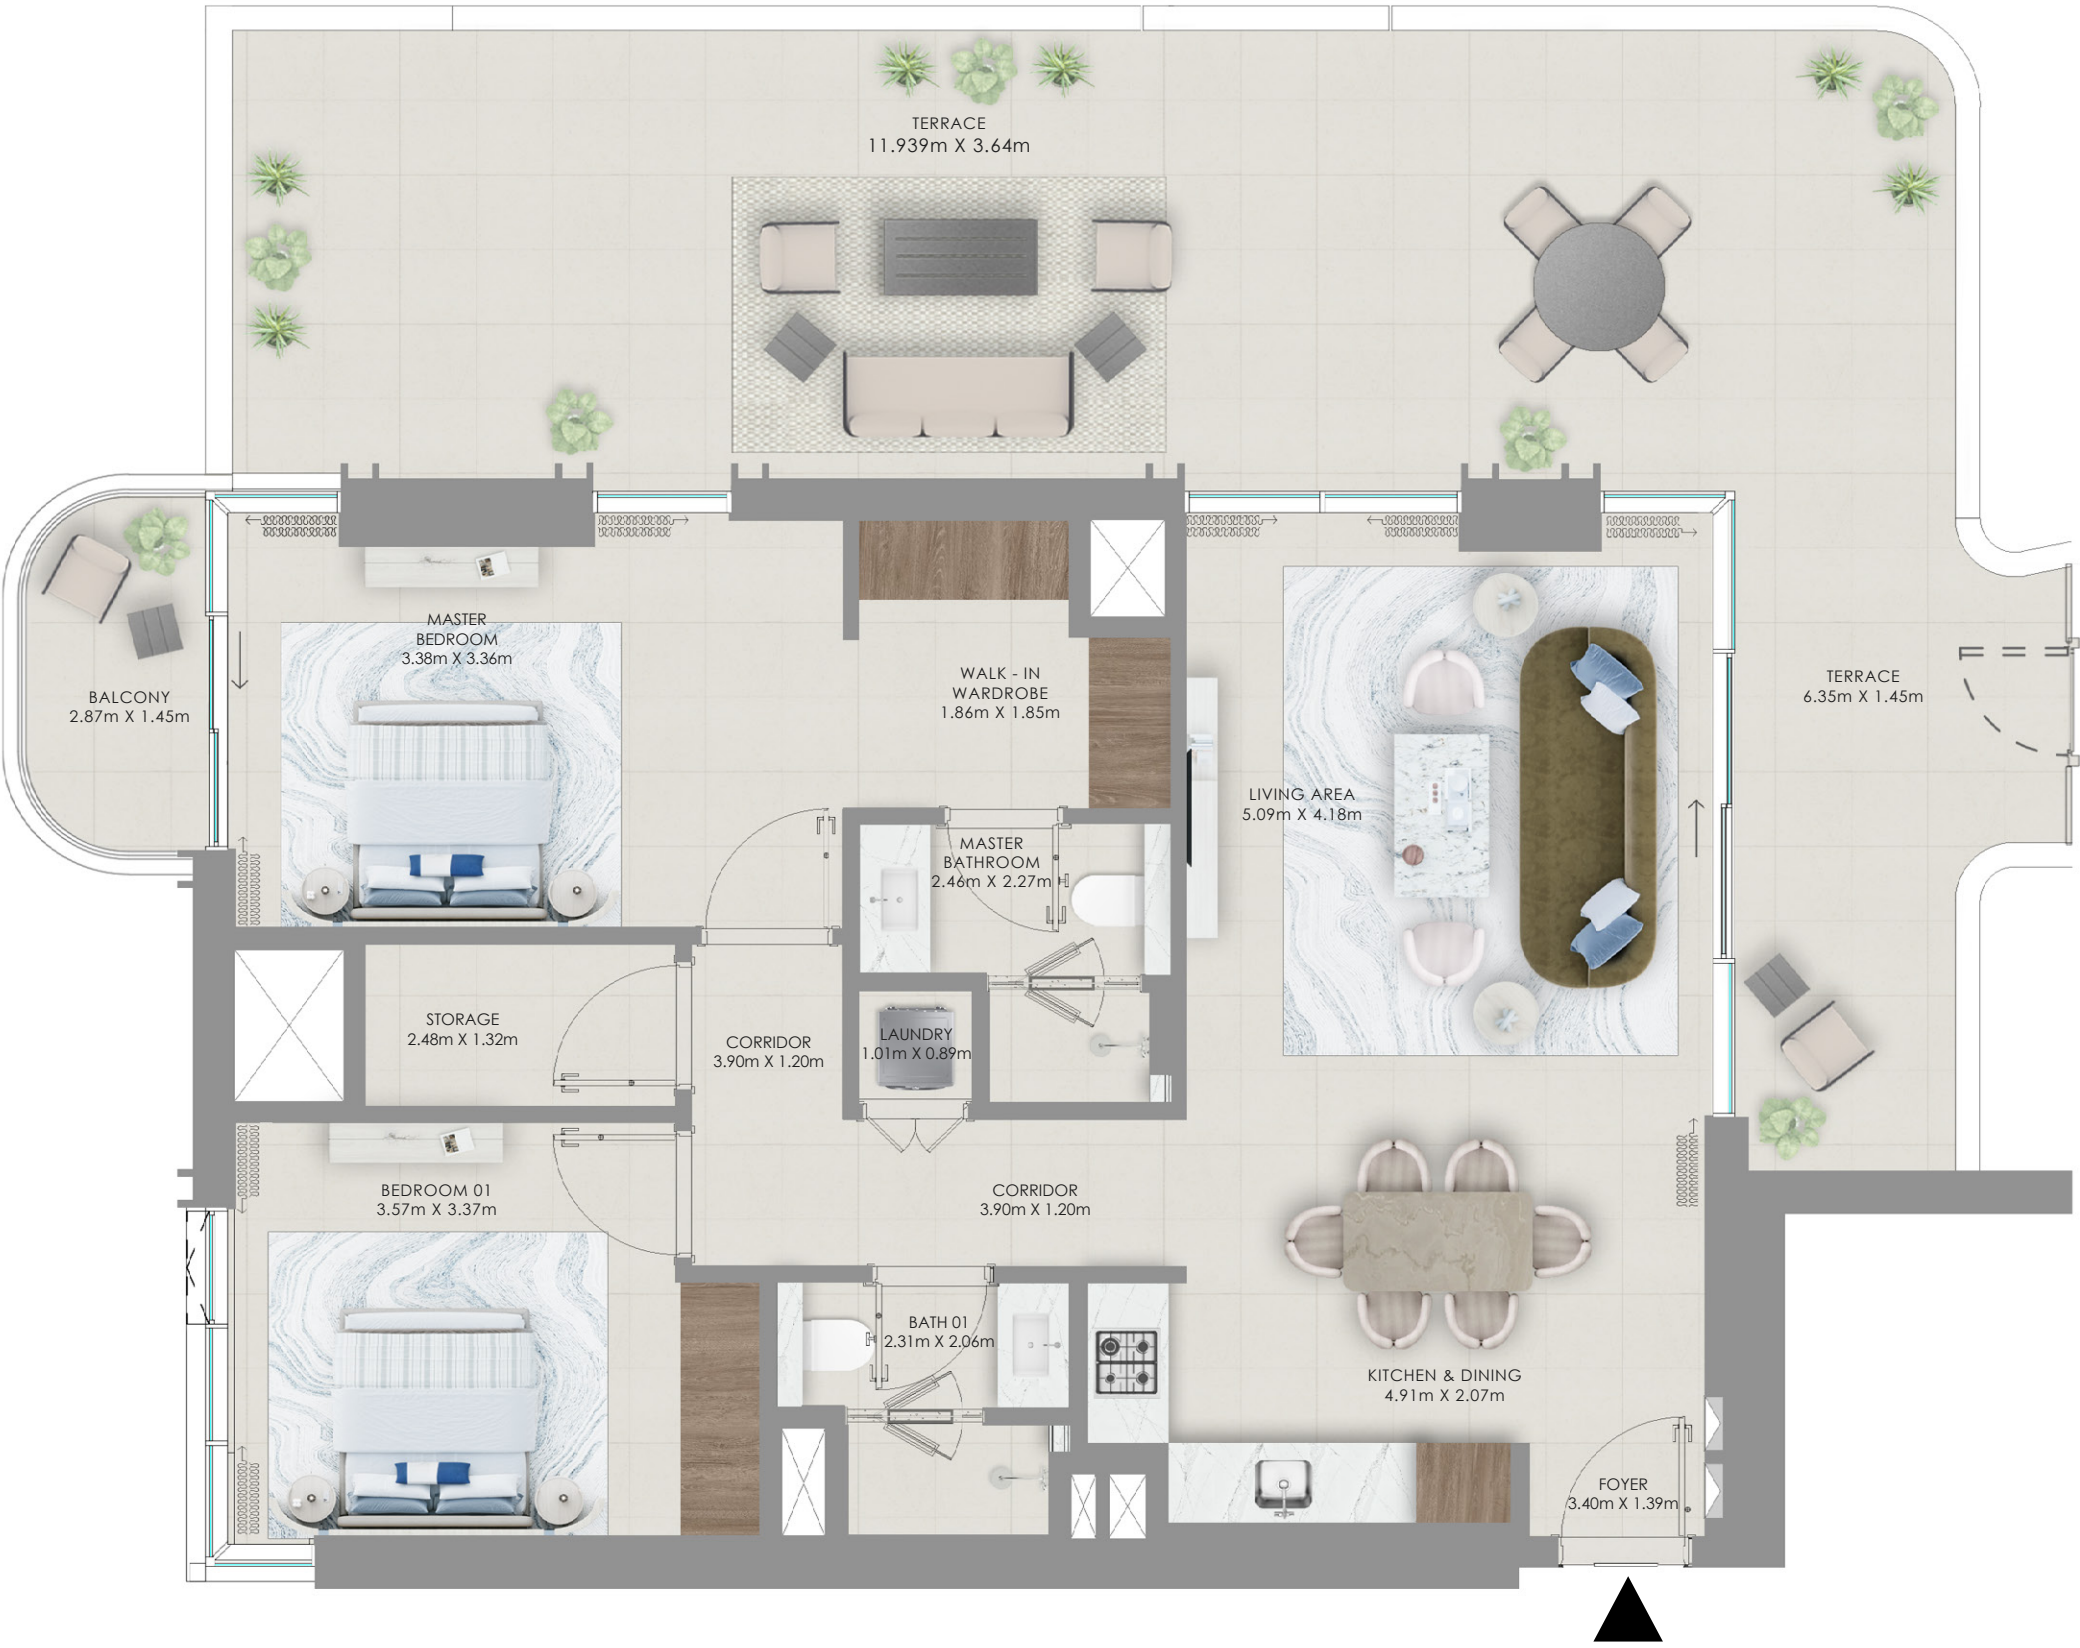 TERRACE
11.939m X 3.64m
MASTER
BEDROOM
3.38m X 3.36m
BALCONY
2.87m X 1.45m
WALK - IN
WARDROBE
1.86m X 1.85m
TERRACE
6.35m X 1.45m
LIVING AREA
5.09m X 4.18m
MASTER
BATHROOM
2.46m X 2.27m
STORAGE
2.48m X 1.32m
CORRIDOR
3.90m X 1.20m
LAUNDRY
1.01m X 0.89m
BEDROOM 01
3.57m X 3.37m
CORRIDOR
3.90m X 1.20m
BATH 01
2.31m X 2.06m
KITCHEN & DINING
4.91m X 2.07m
FOYER
3.40m X 1.39m